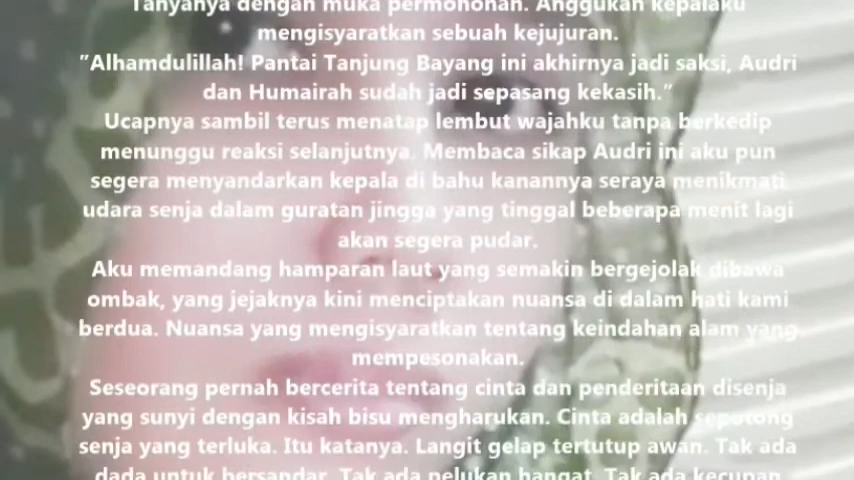 Tanyanya dengan muka permohonan. Anggukan kepalaku
mengisyaratkan sebuah kejujuran.
”Alhamdulillah! Pantai Tanjung Bayang ini akhirnya jadi saksi, Audri
dan Humairah sudah jadi sepasang kekasih.”
Ucapnya sambil terus menatap lembut wajahku tanpa berkedip
menunggu reaksi selanjutnya. Membaca sikap Audri ini aku pun
segera menyandarkan kepala di bahu kanannya seraya menikmati
udara senja dalam guratan jingga yang tinggal beberapa menit lagi
akan segera pudar.
Aku memandang hamparan laut yang semakin bergejolak dibawa
ombak, yang jejaknya kini menciptakan nuansa di dalam hati kami
berdua. Nuansa yang mengisyaratkan tentang keindahan alam yang
mempesonakan.
Seseorang pernah bercerita tentang cinta dan penderitaan disenja
yang sunyi dengan kisah bisu mengharukan. Cinta adalah sepotong
senja yang terluka. Itu katanya. Langit gelap tertutup awan. Tak ada
dada untuk bersandar. Tak ada pelukan hangat. Tak ada kecupan